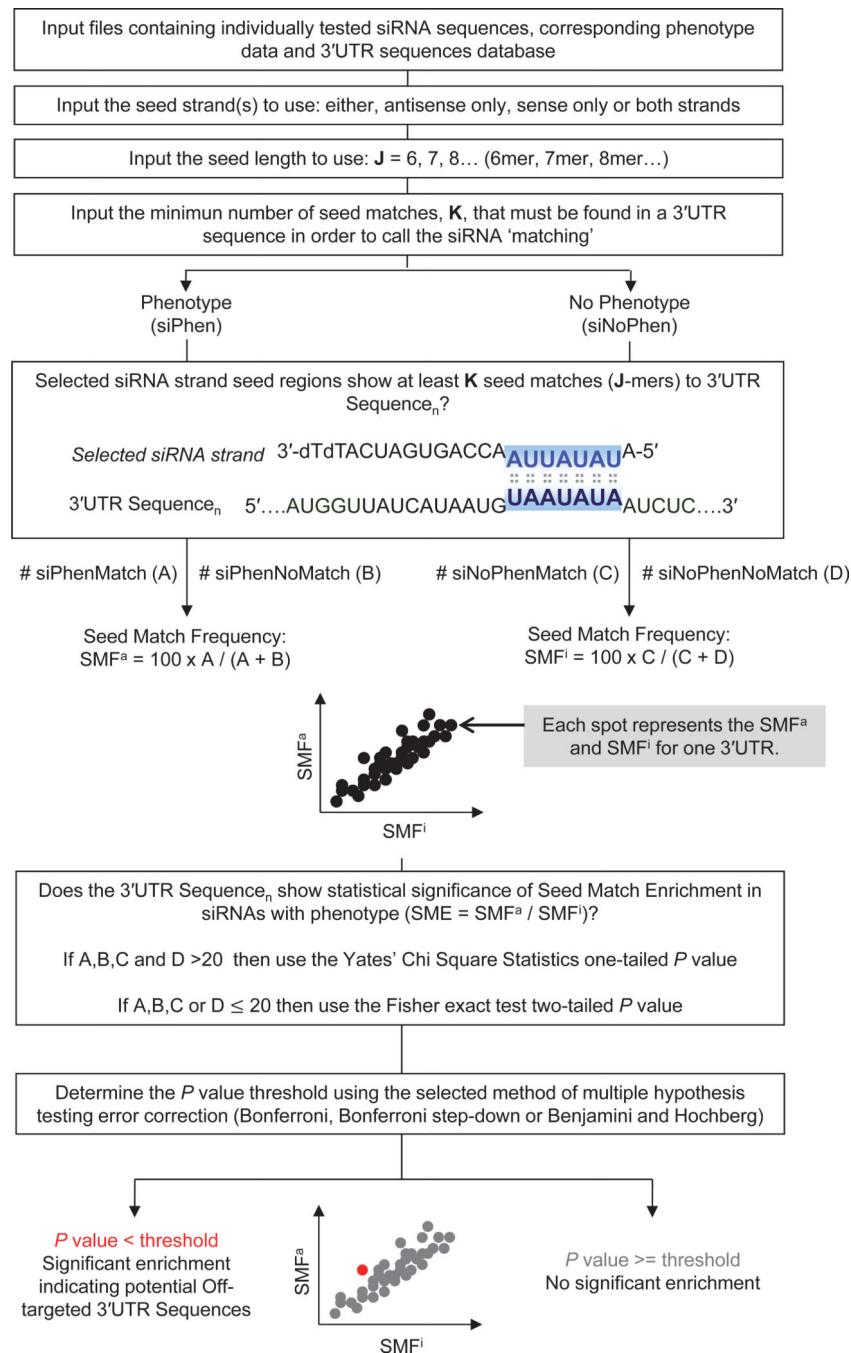 Input files containing individually tested siRNA sequences, corresponding phenotype
data and 3′UTR sequences database
Input the seed strand(s) to use: either, antisense only, sense only or both strands
Input the seed length to use: J = 6, 7, 8… (6mer, 7mer, 8mer…)
Input the minimun number of seed matches, K, that must be found in a 3′UTR
sequence in order to call the siRNA ‘matching’
Phenotype
(siPhen)
No Phenotype
(siNoPhen)
Selected siRNA strand seed regions show at least K seed matches (J-mers) to 3′UTR
Sequenceₙ?
Selected siRNA strand 3′-dTdTACUAGUGACCAAUUAUAUA-5′
3′UTR Sequenceₙ 5′....AUGGUUAUCAUAAUGUAAUAUAAUCUC....3′
# siPhenMatch (A) # siPhenNoMatch (B)
# siNoPhenMatch (C) # siNoPhenNoMatch (D)
Seed Match Frequency:
SMFᵃ = 100 x A / (A + B)
Seed Match Frequency:
SMFⁱ = 100 x C / (C + D)
SMFᵃ
SMFⁱ
Each spot represents the SMFᵃ
and SMFⁱ for one 3′UTR.
Does the 3′UTR Sequenceₙ show statistical significance of Seed Match Enrichment in
siRNAs with phenotype (SME = SMFᵃ / SMFⁱ)?
If A,B,C and D >20 then use the Yates’ Chi Square Statistics one-tailed P value
If A,B,C or D ≤ 20 then use the Fisher exact test two-tailed P value
Determine the P value threshold using the selected method of multiple hypothesis
testing error correction (Bonferroni, Bonferroni step-down or Benjamini and Hochberg)
P value < threshold
Significant enrichment
indicating potential Off-
targeted 3′UTR Sequences
SMFᵃ
SMFⁱ
P value >= threshold
No significant enrichment